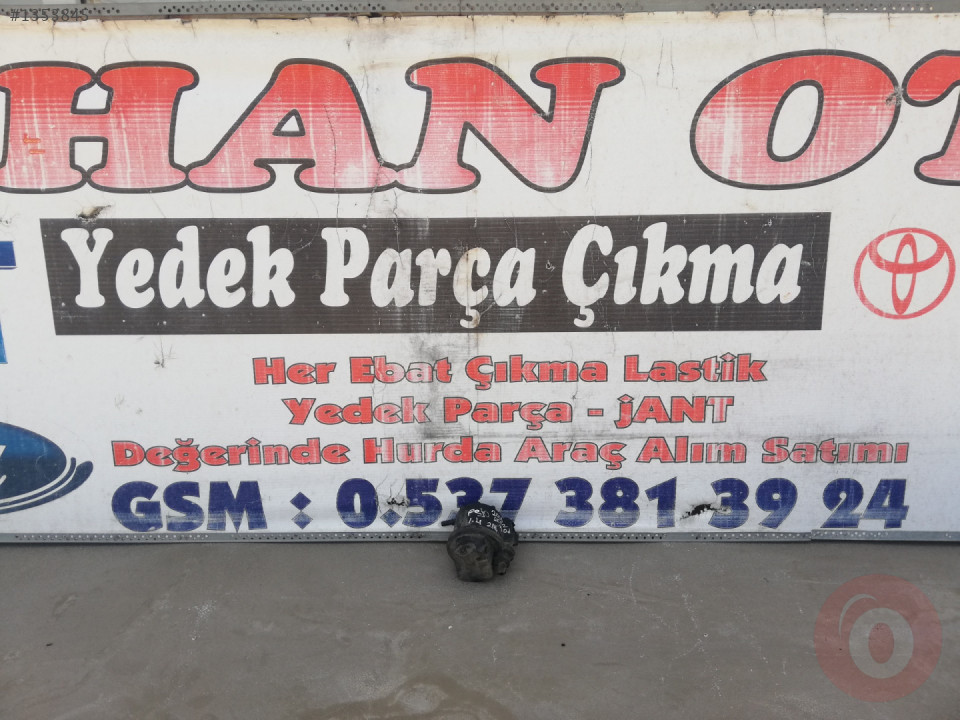 HAN OT
Yedek Parça Çıkma
Her Ebat Çıkma Lastik
Yedek Parça - jANT
Değerinde Hurda Araç Alım Satımı
GSM : 0.537 381 39 24